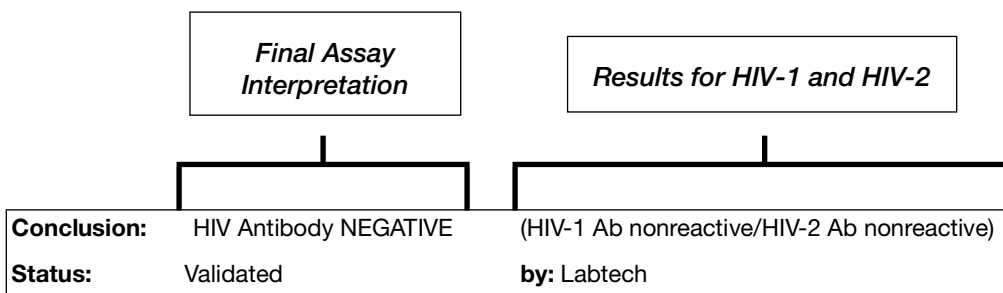 Final Assay
Interpretation
Results for HIV-1 and HIV-2
Conclusion: HIV Antibody NEGATIVE (HIV-1 Ab nonreactive/HIV-2 Ab nonreactive)
Status: Validated by: Labtech